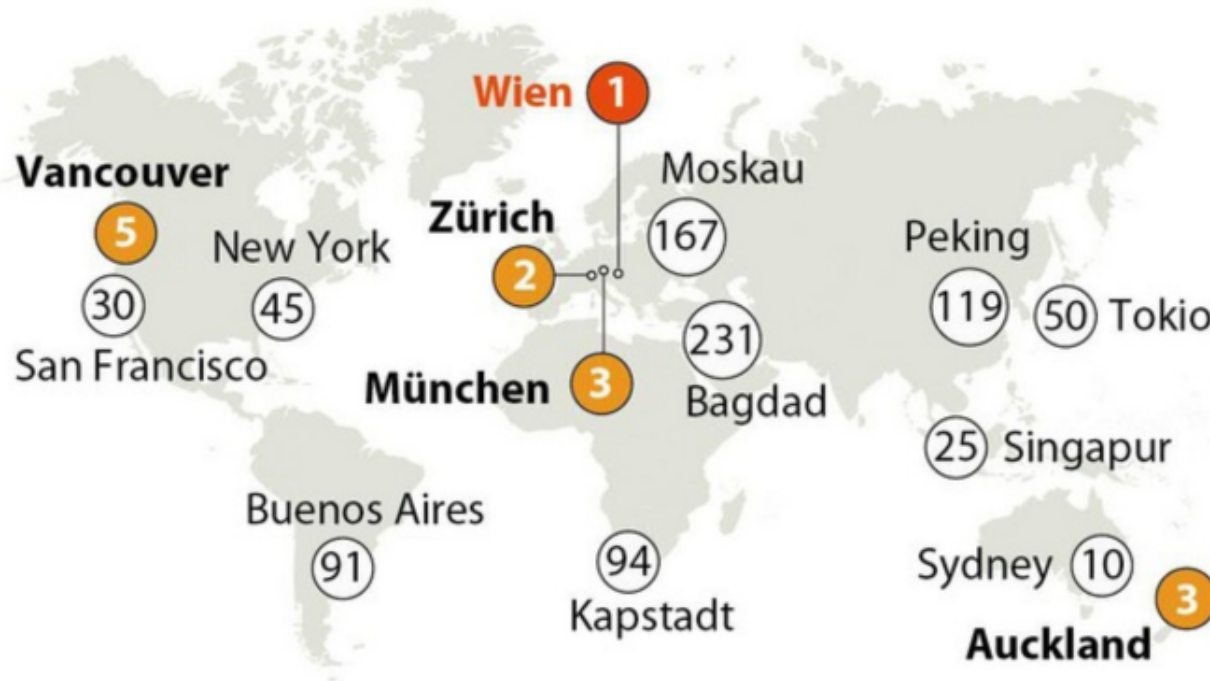 Wien 1
Moskau
167
Vancouver
5
Zürich
2
New York
45
30
San Francisco
Peking
119
50 Tokio
231
Bagdad
München 3
25 Singapur
Buenos Aires
91
94
Kapstadt
Sydney 10
3
Auckland